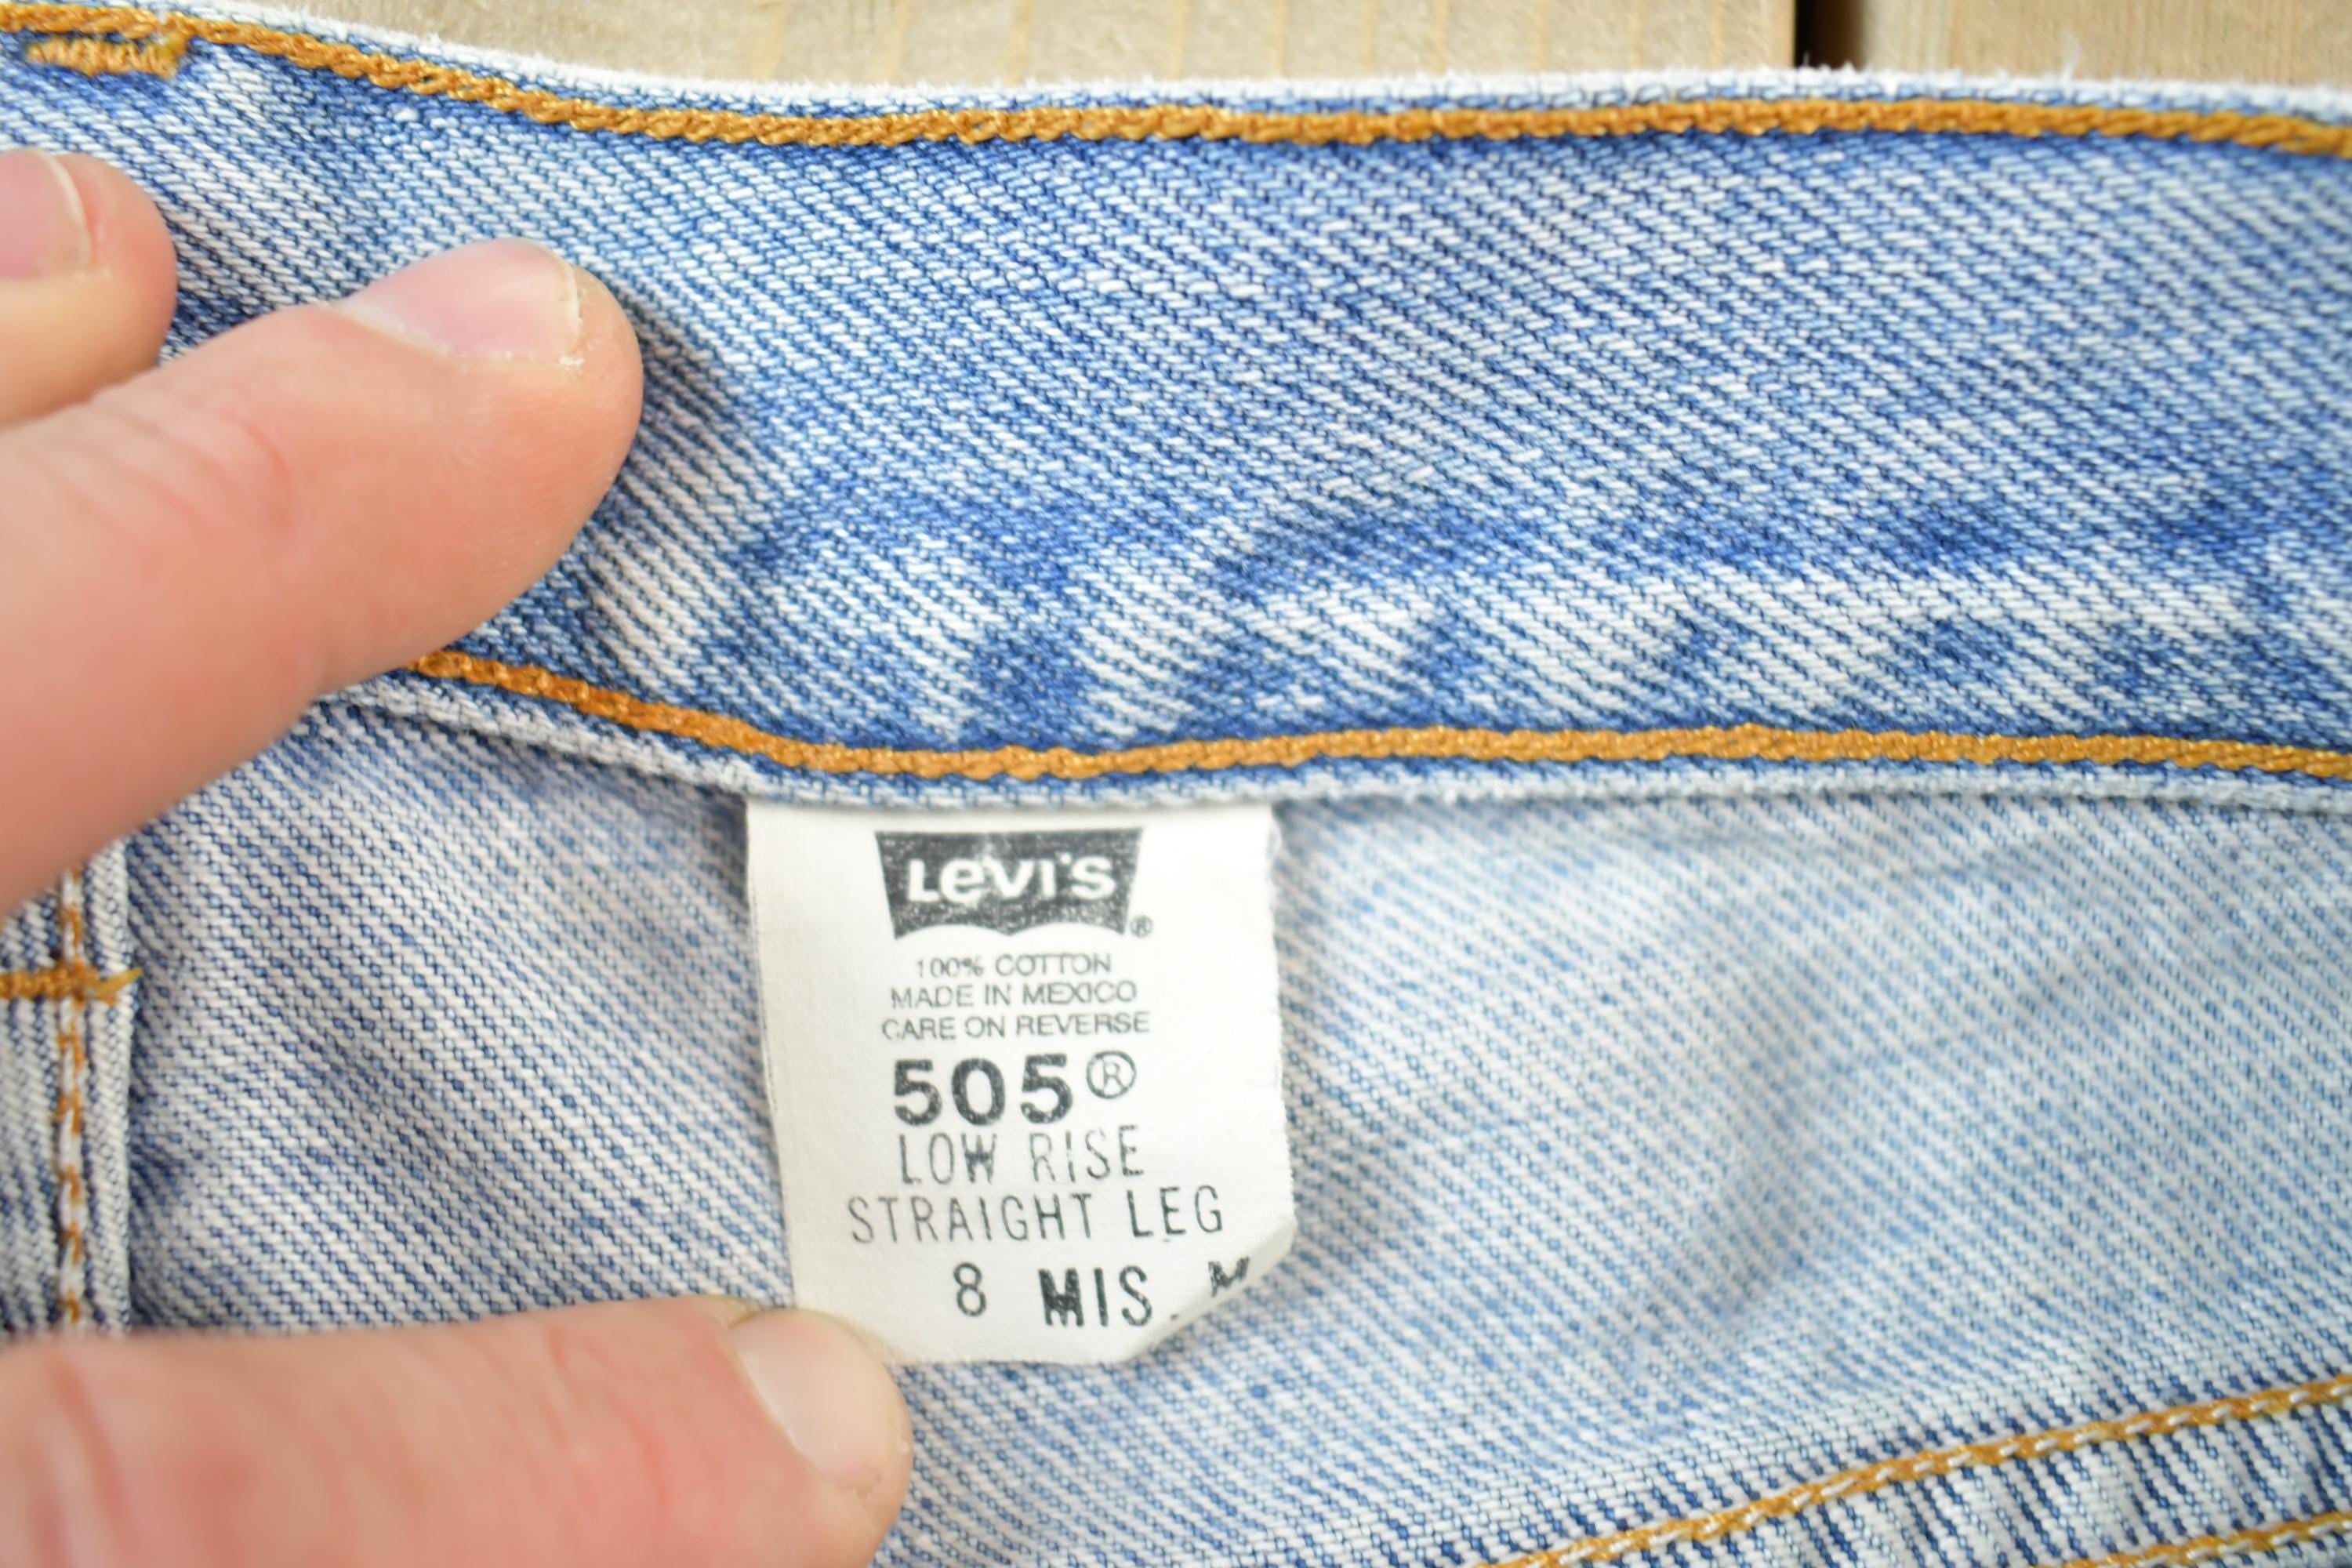 LEVI'S®
100% COTTON
MADE IN MEXICO
CARE ON REVERSE
505®
LOW RISE
STRAIGHT LEG
8 MIS. M